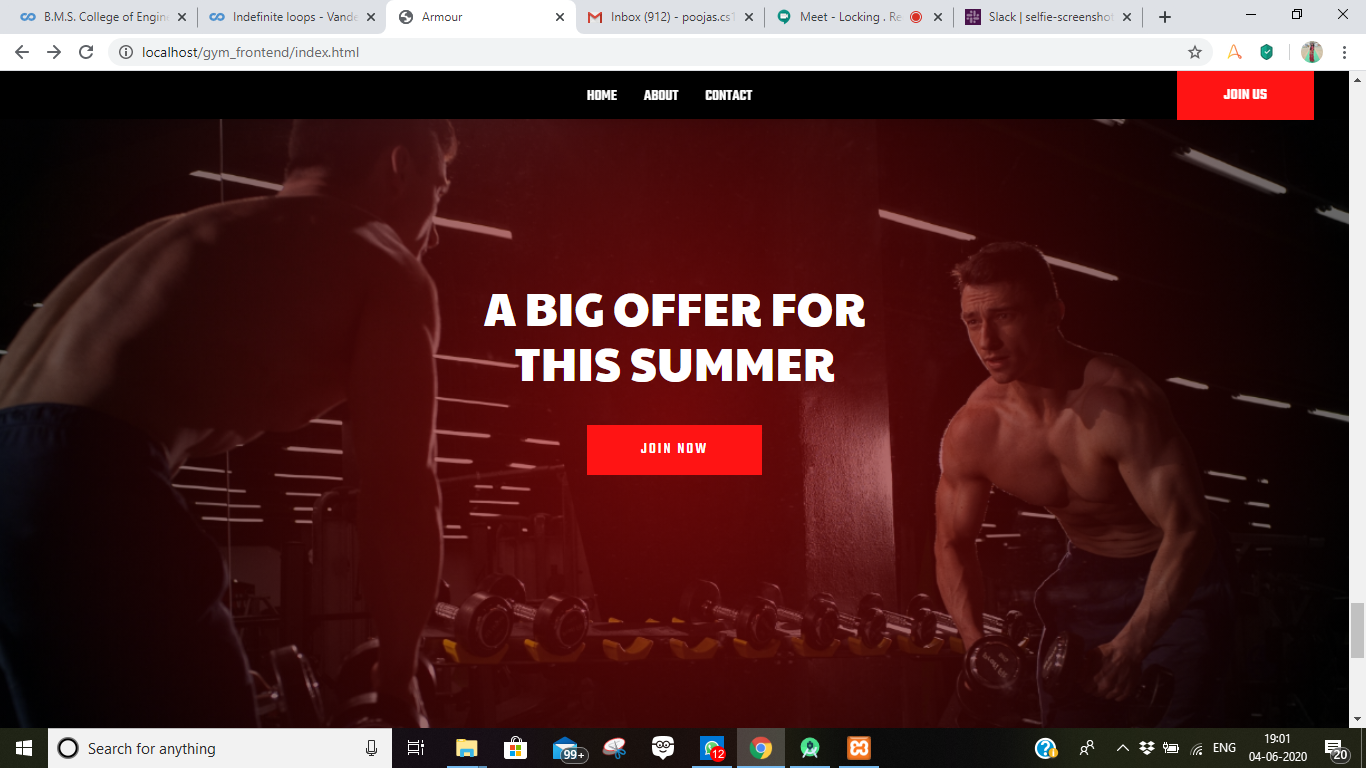 B.M.S. College of Engine
Indefinite loops - Vande
Armour
Inbox (912) - poojas.cs1
Meet - Locking . Re
Slack | selfie-screenshot
localhost/gym_frontend/index.html
HOME
ABOUT
CONTACT
JOIN US
A BIG OFFER FOR
THIS SUMMER
JOIN NOW
Search for anything
99+
12
ENG
19:01
04-06-2020
20